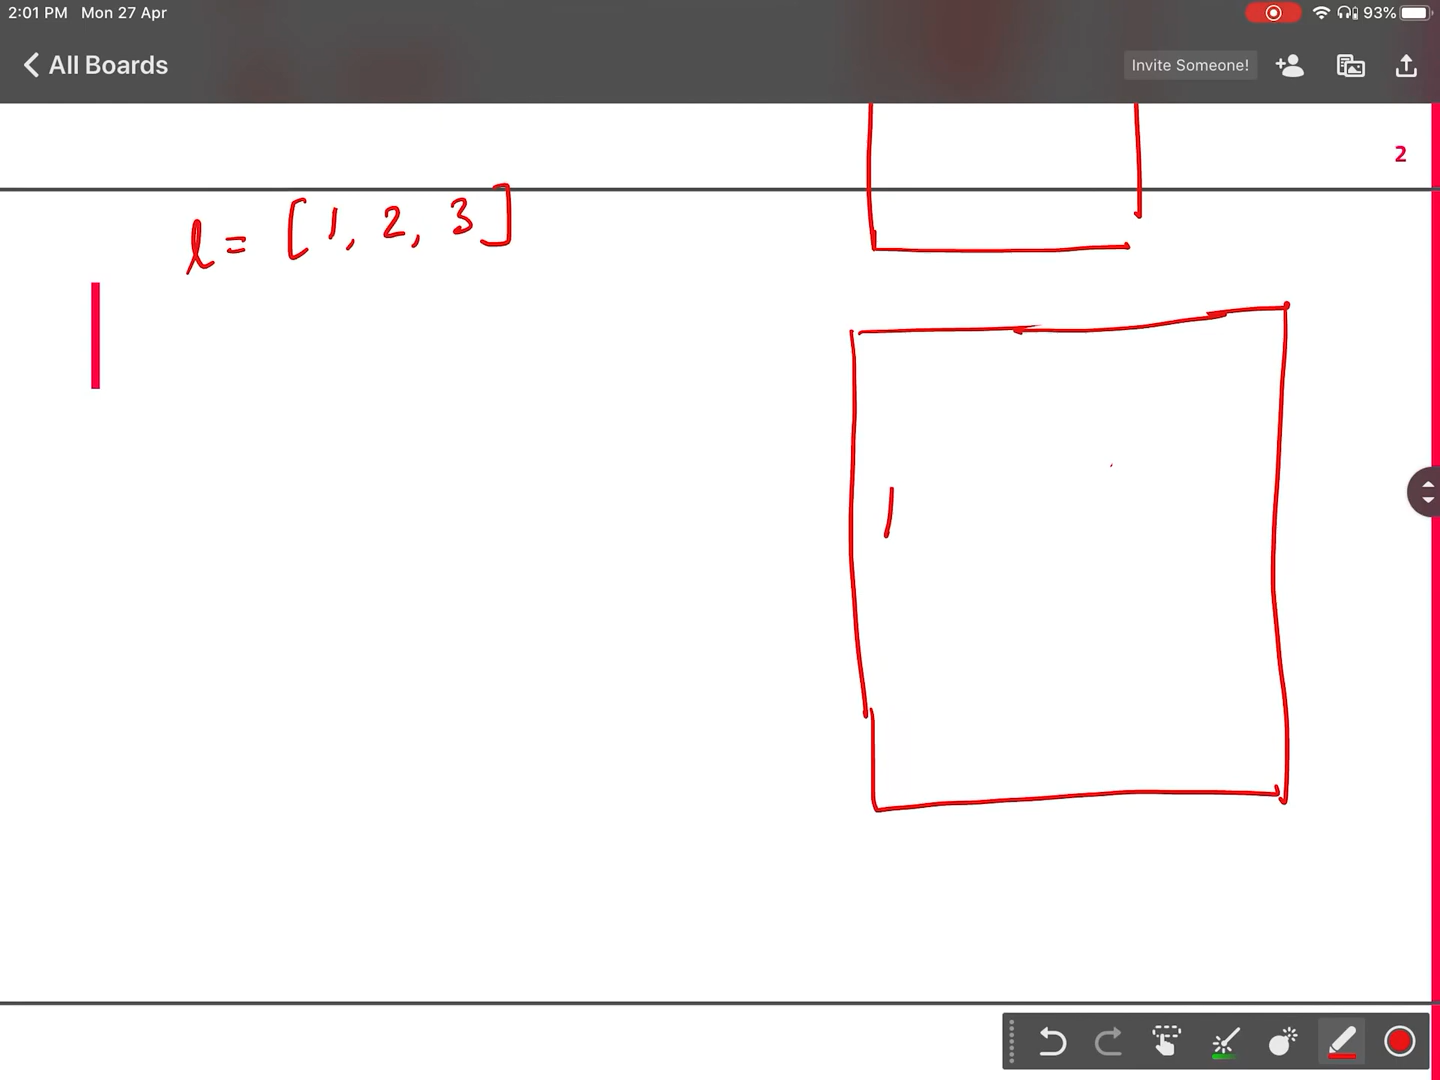 2:01 PM Mon 27 Apr
93%
All Boards
Invite Someone!
2
l = [1, 2, 3]